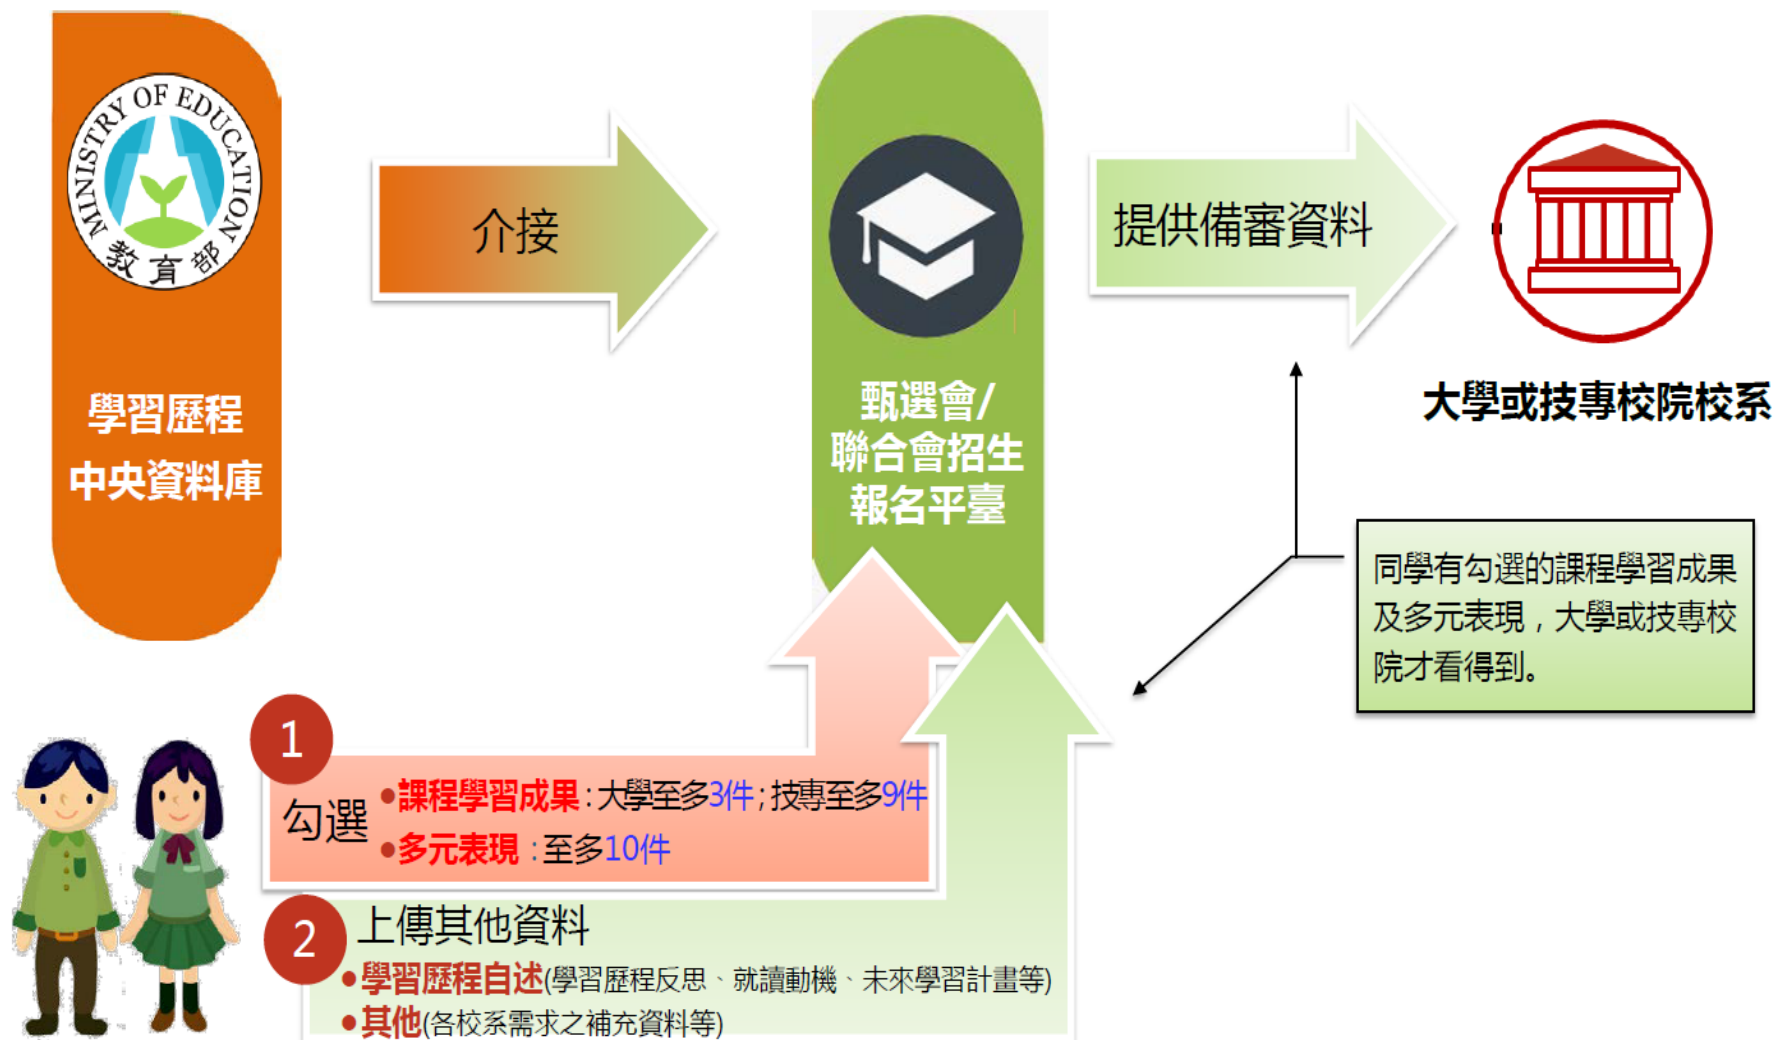 MINISTRY OF EDUCATION
教育部
學習歷程
中央資料庫
介接
甄選會/
聯合會招生
報名平臺
提供備審資料
大學或技專校院校系
同學有勾選的課程學習成果
及多元表現，大學或技專校
院才看得到。
1
勾選
●課程學習成果：大學至多3件；技專至多9件
●多元表現：至多10件
2
上傳其他資料
●學習歷程自述(學習歷程反思、就讀動機、未來學習計畫等)
●其他(各校系需求之補充資料等)